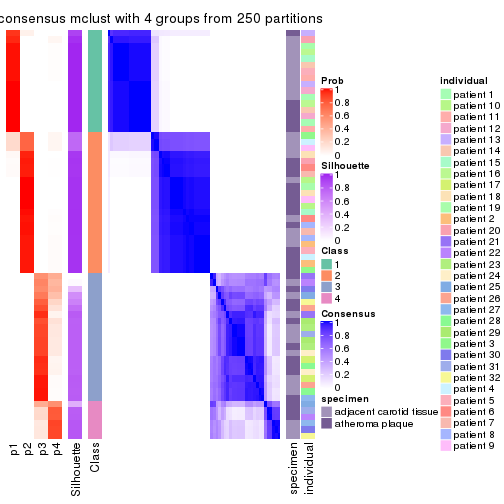 consensus mclust with 4 groups from 250 partitions
p1
p2
p3
p4
Silhouette
Class
specimen
individual
Prob
1
0.8
0.6
0.4
0.2
0
Silhouette
1
0.8
0.6
0.4
0.2
0
Class
1
2
3
4
Consensus
1
0.8
0.6
0.4
0.2
0
specimen
adjacent carotid tissue
atheroma plaque
individual
patient 1
patient 10
patient 11
patient 12
patient 13
patient 14
patient 15
patient 16
patient 17
patient 18
patient 19
patient 2
patient 20
patient 21
patient 22
patient 23
patient 24
patient 25
patient 26
patient 27
patient 28
patient 29
patient 3
patient 30
patient 31
patient 32
patient 4
patient 5
patient 6
patient 7
patient 8
patient 9